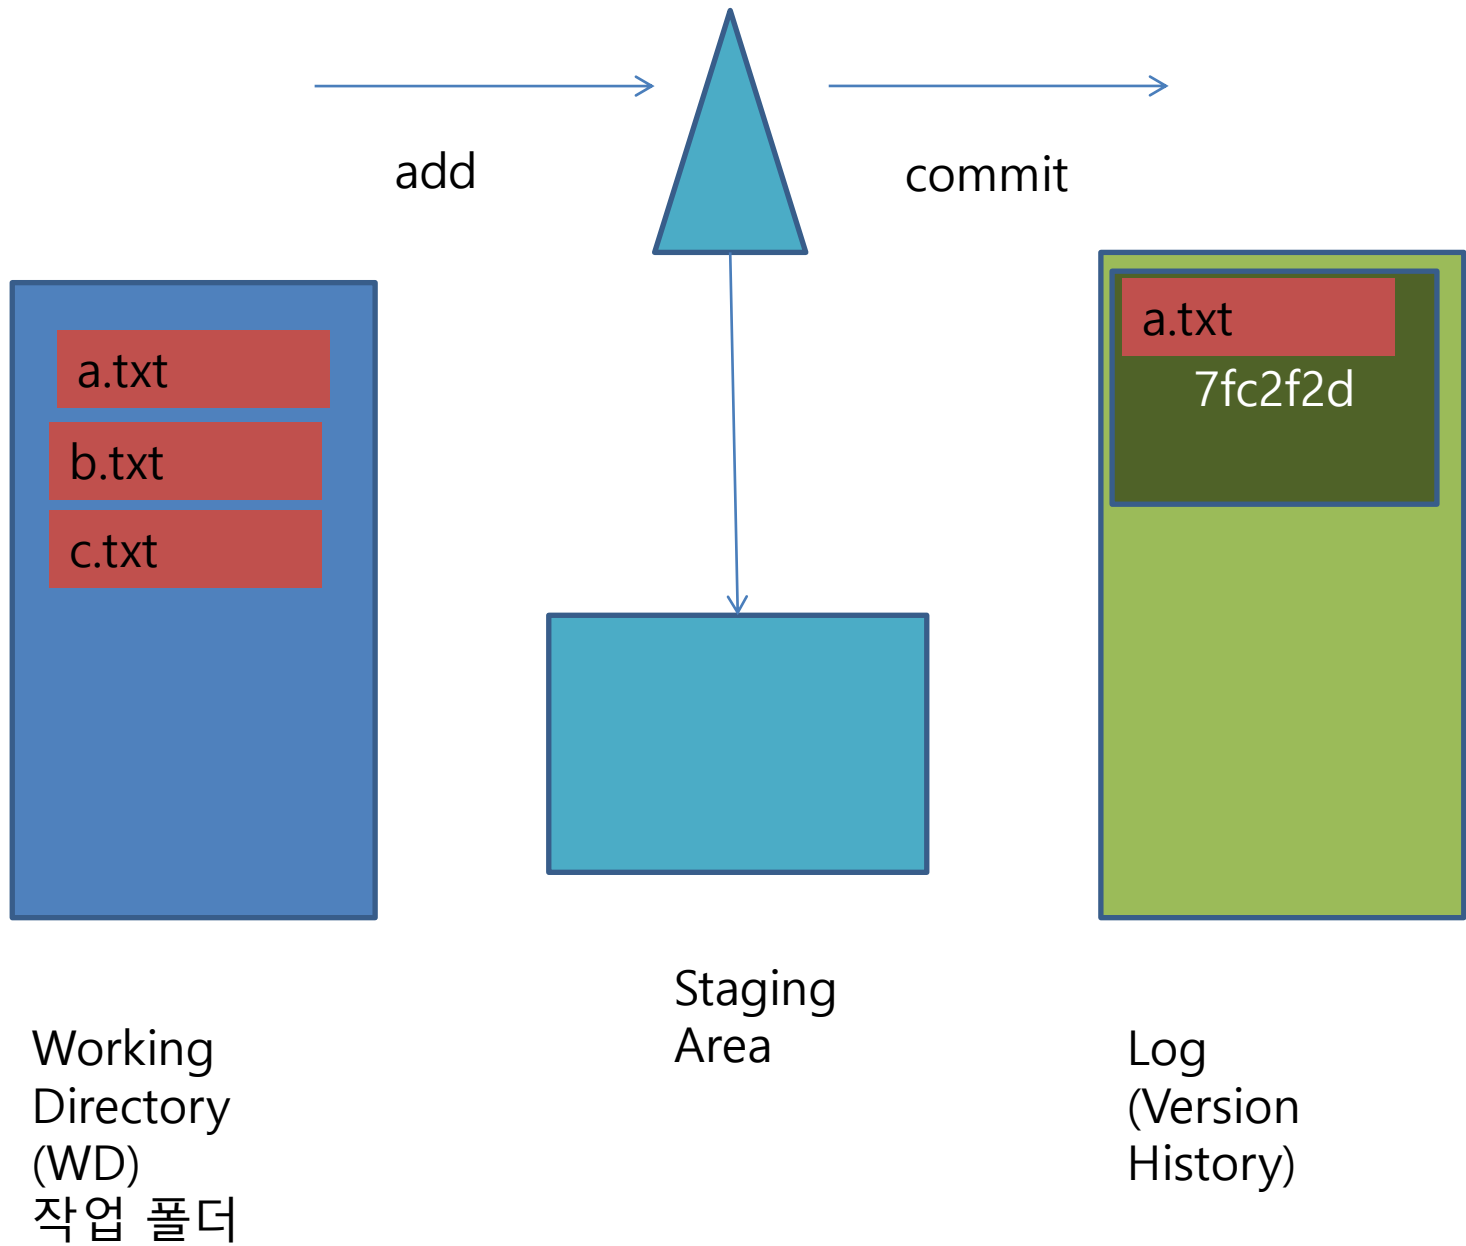 add
commit
a.txt
b.txt
c.txt
a.txt
7fc2f2d
Working
Directory
(WD)
작업 폴더
Staging
Area
Log
(Version
History)